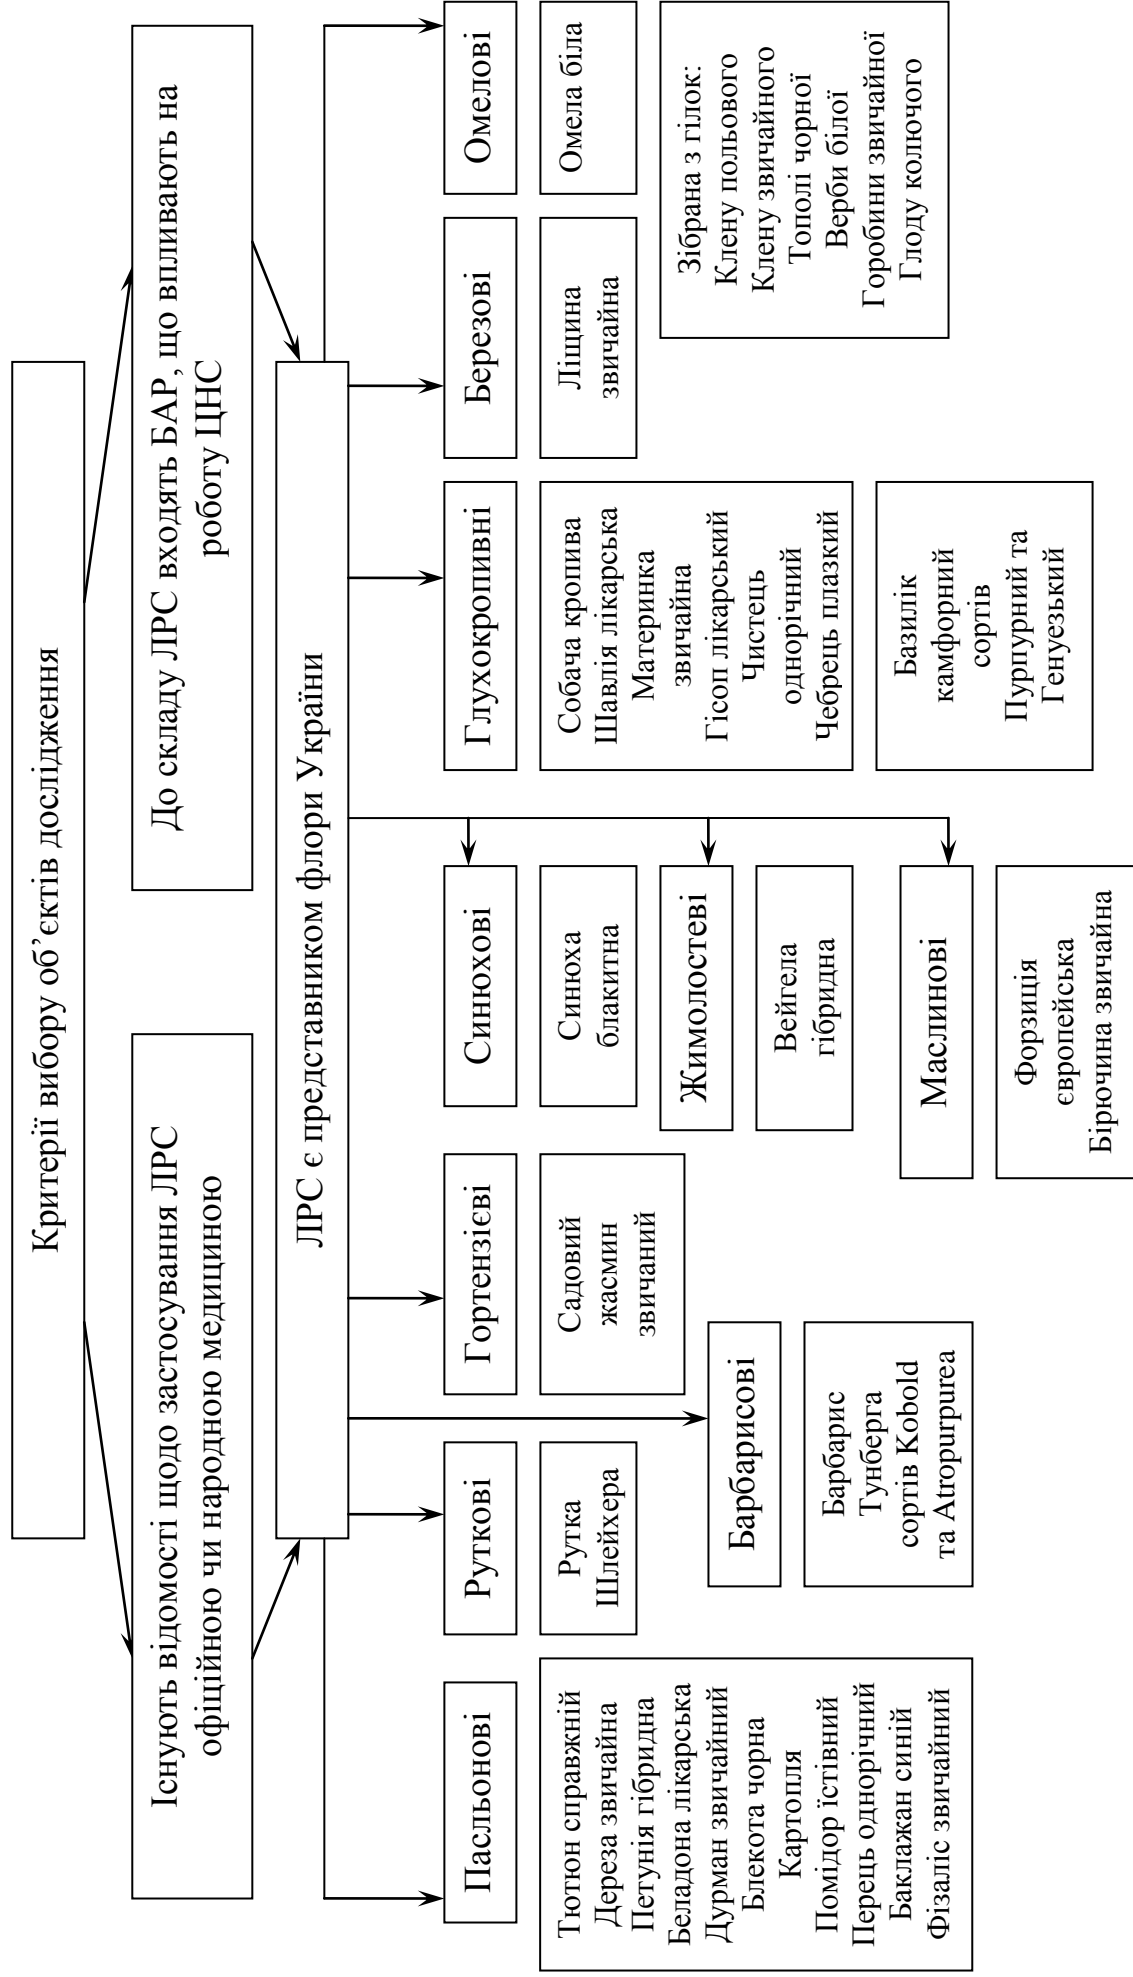 Критерії вибору об’єктів дослідження
Існують відомості щодо застосування ЛРС
офіційною чи народною медициною
До складу ЛРС входять БАР, що впливають на
роботу ЦНС
ЛРС є представником флори України
Пасльонові
Тютюн справжній
Дереза звичайна
Петунія гібридна
Беладона лікарська
Дурман звичайний
Блекота чорна
Картопля
Помідор їстівний
Перець однорічний
Баклажан синій
Фізаліс звичайний
Руткові
Рутка
Шлейхера
Барбарисові
Барбарис
Тунберга
сортів Kobold
та Atropurpurea
Гортензієві
Садовий
жасмин
звичаний
Синюхові
Синюха
блакитна
Жимолостеві
Вейгела
гібридна
Маслинові
Форзиція
європейська
Бірючина звичайна
Глухокропивні
Собача кропива
Шавлія лікарська
Материнка
звичайна
Гісоп лікарський
Чистець
однорічний
Чебрець плазкий
Базилік
камфорний
сортів
Пурпурний та
Генуезький
Березові
Ліщина
звичайна
Омелові
Омела біла
Зібрана з гілок:
Клену польового
Клену звичайного
Тополі чорної
Верби білої
Горобини звичайної
Глоду колючого